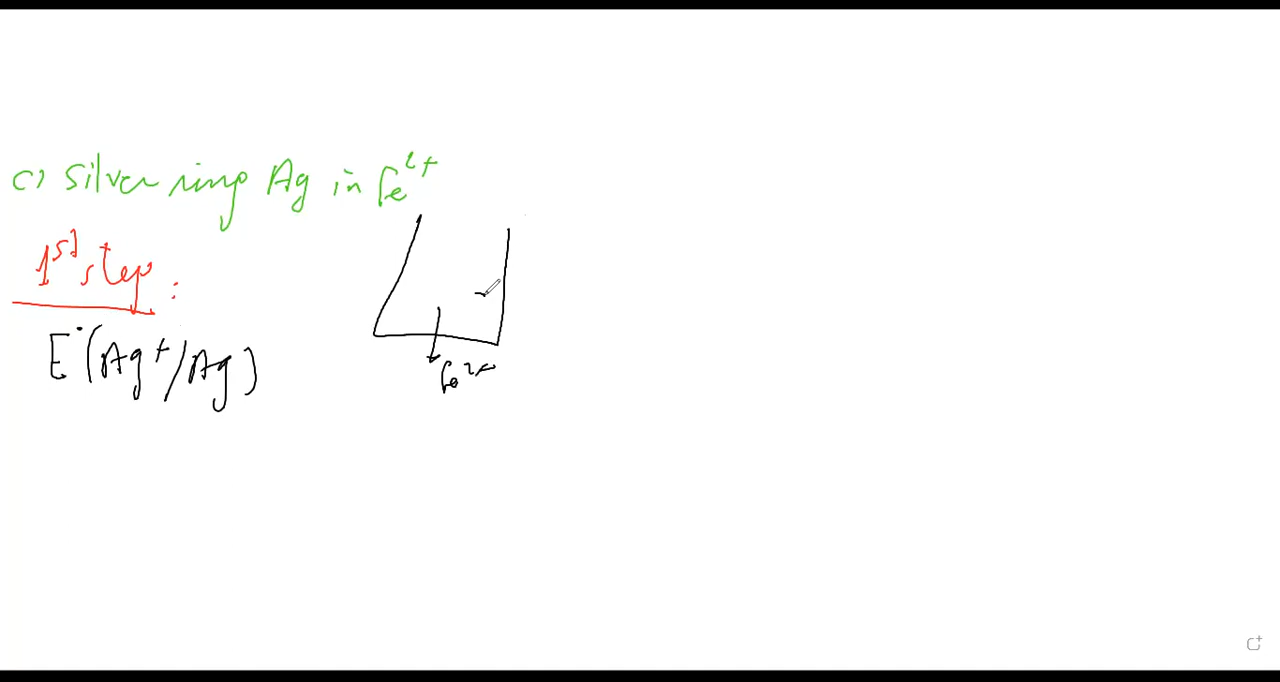 c) Silver ring Ag in Fe²⁺
1st step :
E°(Ag⁺/Ag)
Fe²⁺